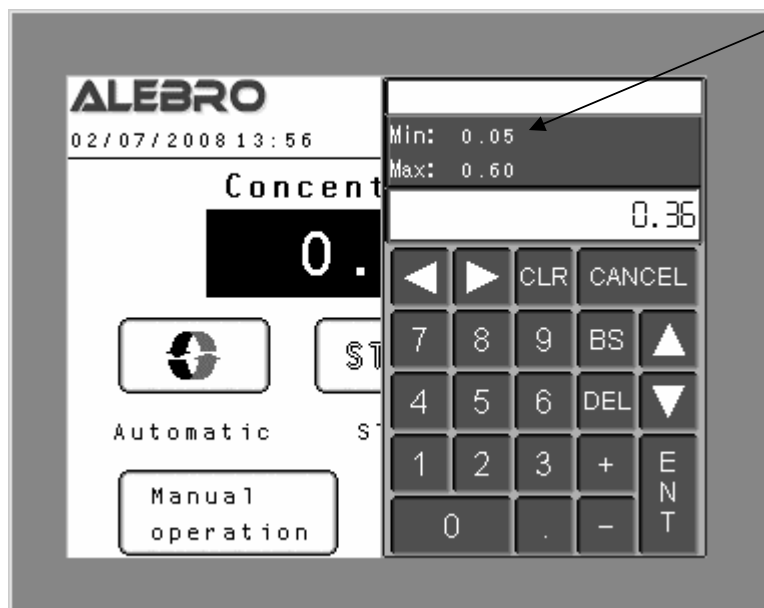 ALEBRO
02/07/2008 13:56
Min: 0.05
Max: 0.60
Concent
0.36
0.
CLR CANCEL
7 8 9 BS
ST
4 5 6 DEL
Automatic
1 2 3 + ENT
Manual
operation
0 . -